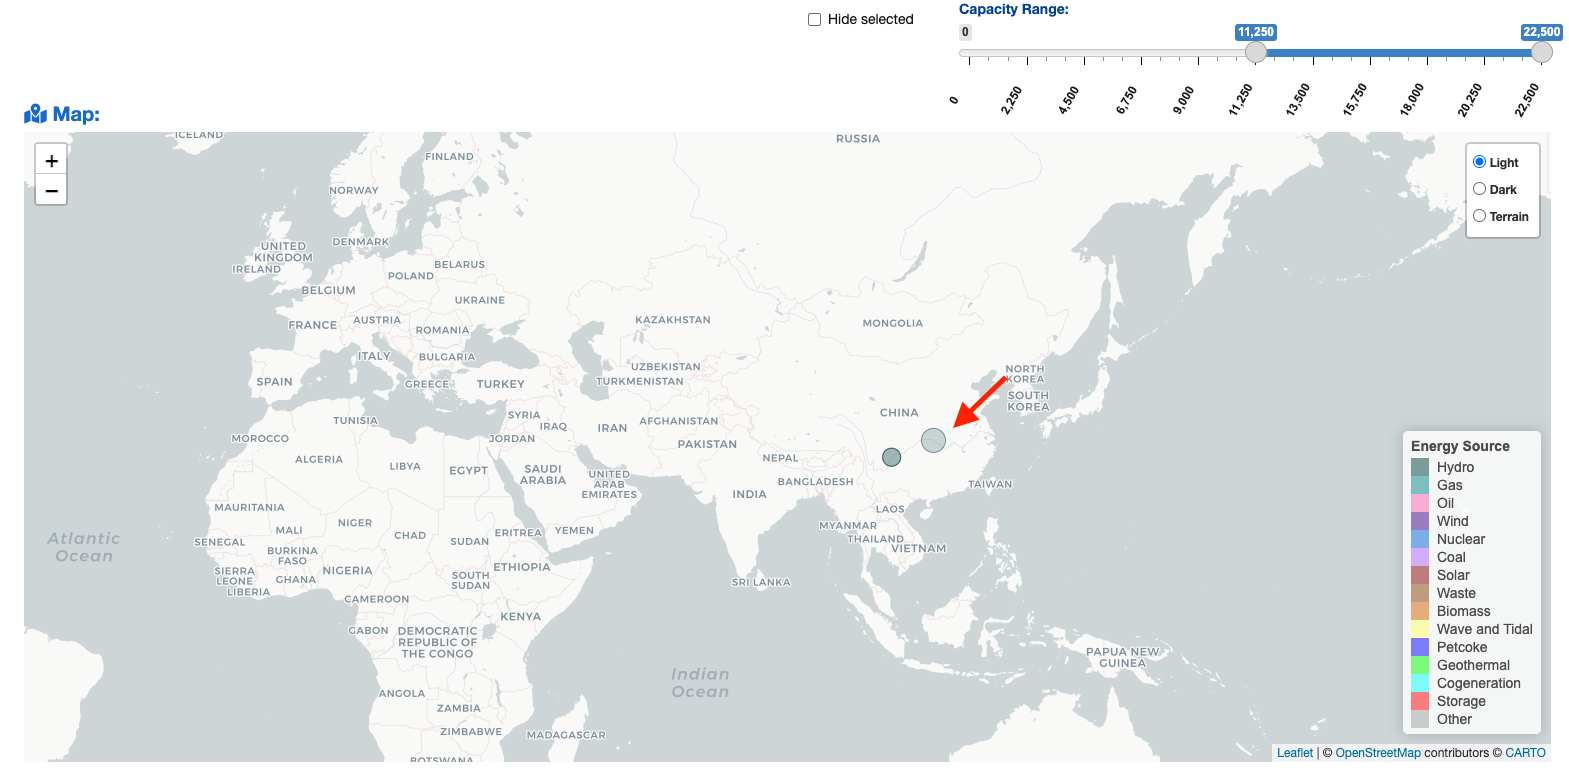 Hide selected
Capacity Range:
0
11,250
22,500
0
2,250
4,500
6,750
9,000
11,250
13,500
15,750
18,000
20,250
22,500
Map:
+
−
Light
Dark
Terrain
ICELAND
RUSSIA
FINLAND
NORWAY
DENMARK
UNITED
KINGDOM
IRELAND
BELARUS
POLAND
BELGIUM
UKRAINE
FRANCE
AUSTRIA
ROMANIA
KAZAKHSTAN
MONGOLIA
ITALY
BULGARIA
SPAIN
GREECE
TURKEY
UZBEKISTAN
TURKMENISTAN
NORTH
KOREA
SOUTH
KOREA
CHINA
TUNISIA
SYRIA
IRAQ
IRAN
AFGHANISTAN
MOROCCO
JORDAN
PAKISTAN
ALGERIA
LIBYA
EGYPT
SAUDI
ARABIA
UNITED
ARAB
EMIRATES
NEPAL
BANGLADESH
INDIA
TAIWAN
MAURITANIA
LAOS
MALI
NIGER
CHAD
SUDAN
ERITREA
YEMEN
MYANMAR
THAILAND
VIETNAM
SENEGAL
BURKINA
FASO
Atlantic
Ocean
SIERRA
LEONE
LIBERIA
GHANA
NIGERIA
SOUTH
SUDAN
ETHIOPIA
SRI LANKA
CAMEROON
KENYA
GABON
DEMOCRATIC
REPUBLIC OF
THE CONGO
PAPUA NEW
GUINEA
Indian
Ocean
ANGOLA
ZAMBIA
ZIMBABWE
MADAGASCAR
BOTSWANA
Energy Source
Hydro
Gas
Oil
Wind
Nuclear
Coal
Solar
Waste
Biomass
Wave and Tidal
Petcoke
Geothermal
Cogeneration
Storage
Other
Leaflet | © OpenStreetMap contributors © CARTO